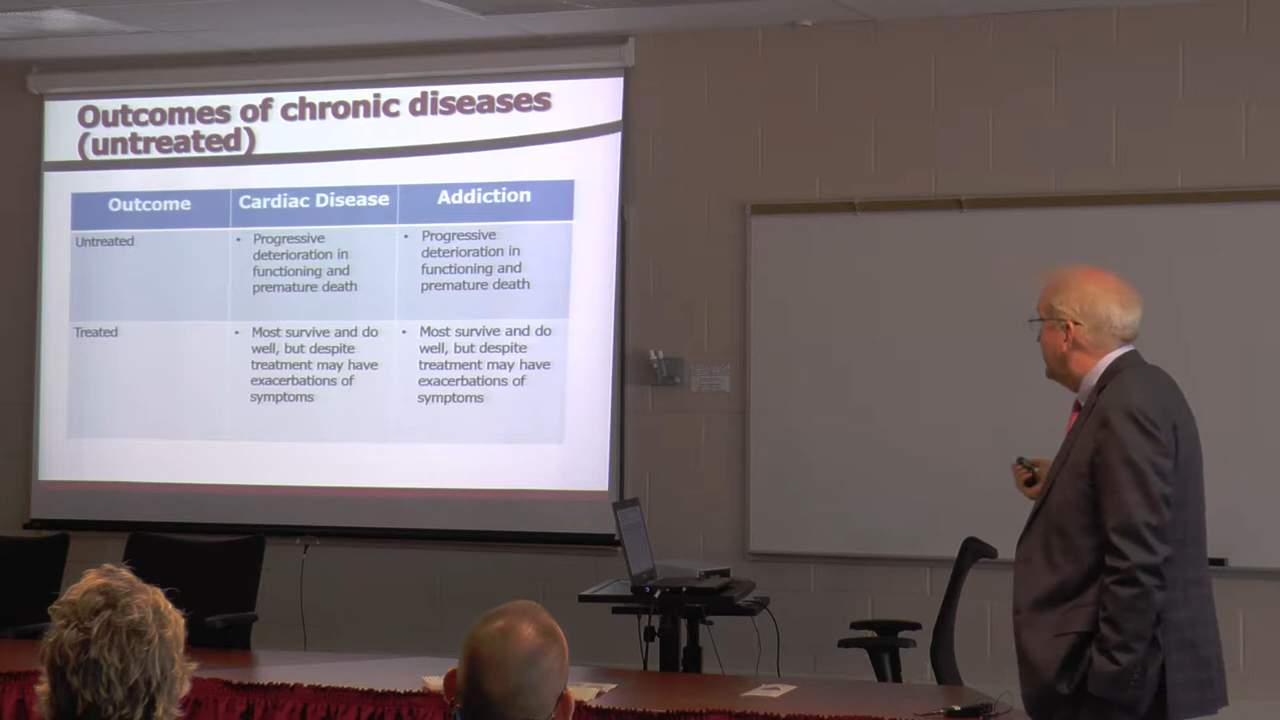 Outcomes of chronic diseases
(untreated)
Outcome
Cardiac Disease
Addiction
Untreated
• Progressive
deterioration in
functioning and
premature death
• Progressive
deterioration in
functioning and
premature death
Treated
• Most survive and do
well, but despite
treatment may have
exacerbations of
symptoms
• Most survive and do
well, but despite
treatment may have
exacerbations of
symptoms